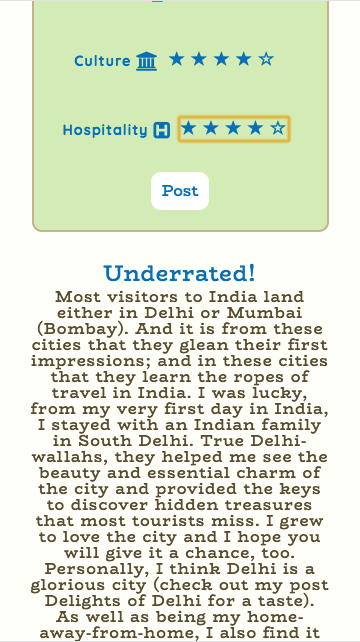 Culture
Hospitality H
Post
Underrated!
Most visitors to India land
either in Delhi or Mumbai
(Bombay). And it is from these
cities that they glean their first
impressions; and in these cities
that they learn the ropes of
travel in India. I was lucky,
from my very first day in India,
I stayed with an Indian family
in South Delhi. True Delhi-
wallahs, they helped me see the
beauty and essential charm of
the city and provided the keys
to discover hidden treasures
that most tourists miss. I grew
to love the city and I hope you
will give it a chance, too.
Personally, I think Delhi is a
glorious city (check out my post
Delights of Delhi for a taste).
As well as being my home-
away-from-home, I also find it